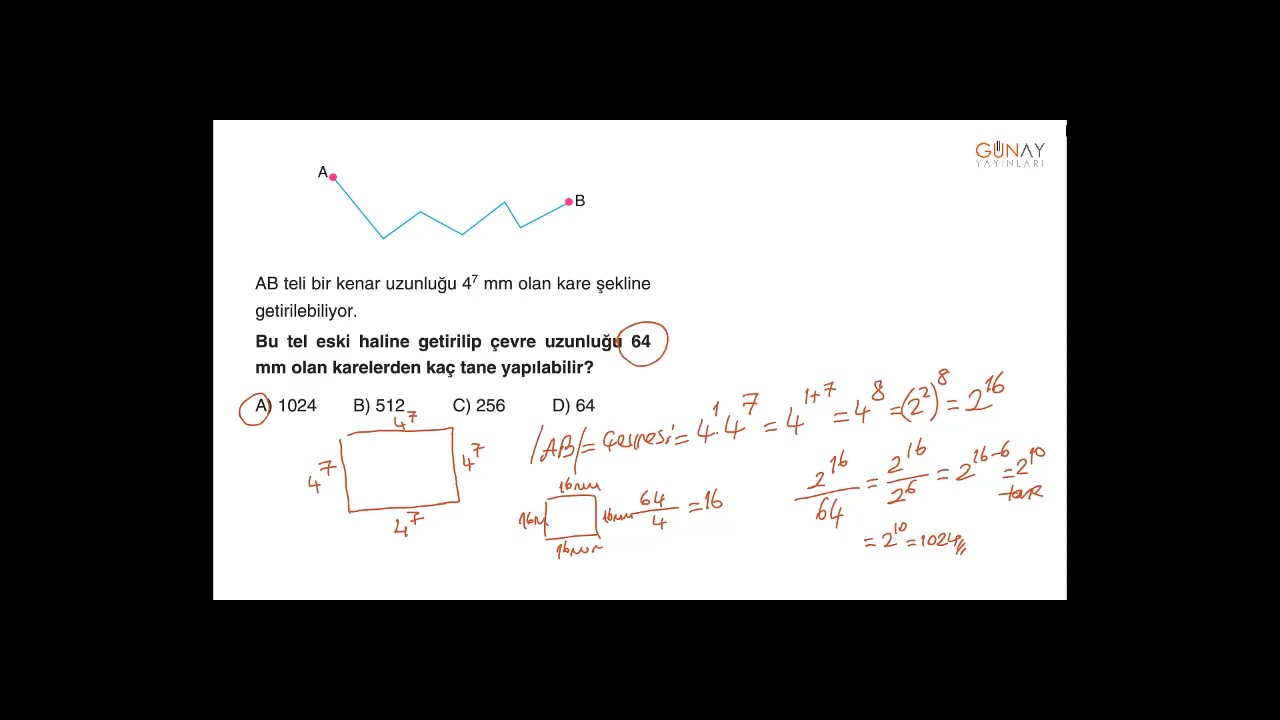 GÜNAY
YAYINLARI
A
B
AB teli bir kenar uzunluğu 4⁷ mm olan kare şekline
getirilebiliyor.
Bu tel eski haline getirilip çevre uzunluğu 64
mm olan karelerden kaç tane yapılabilir?
A) 1024 B) 512 C) 256 D) 64
4⁷
4⁷
4⁷
4⁷
|AB| = Çevresi = 4¹.4⁷ = 4¹⁺⁷ = 4⁸ = (2²)⁸ = 2¹⁶
16mm
16m
16mm
16mm
64/4 = 16
2¹⁶/64 = 2¹⁶/2⁶ = 2¹⁶⁻⁶ = 2¹⁰
tane
= 2¹⁰ = 1024